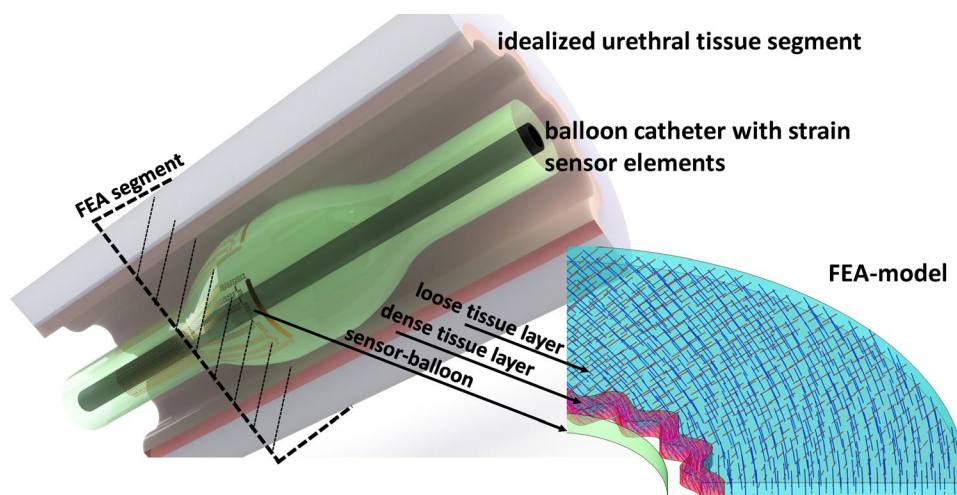 idealized urethral tissue segment
balloon catheter with strain
sensor elements
FEA segment
FEA-model
loose tissue layer
dense tissue layer
sensor-balloon